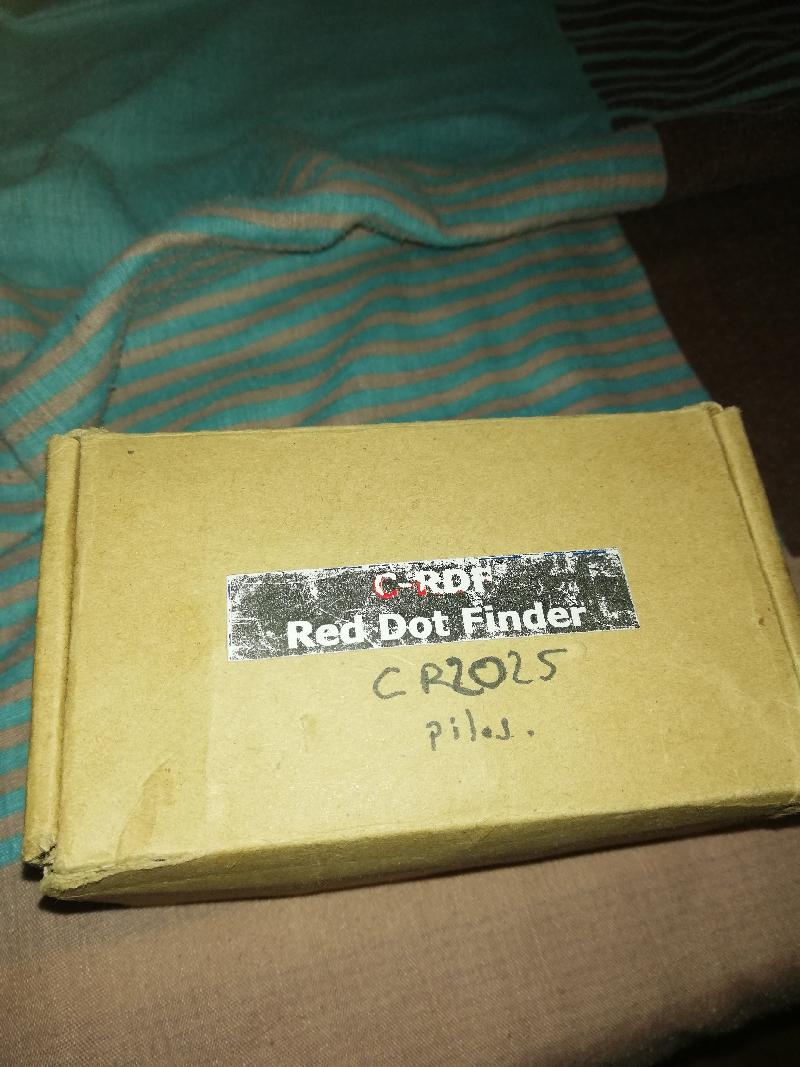 C-RDF
Red Dot Finder
CR2025
piles.